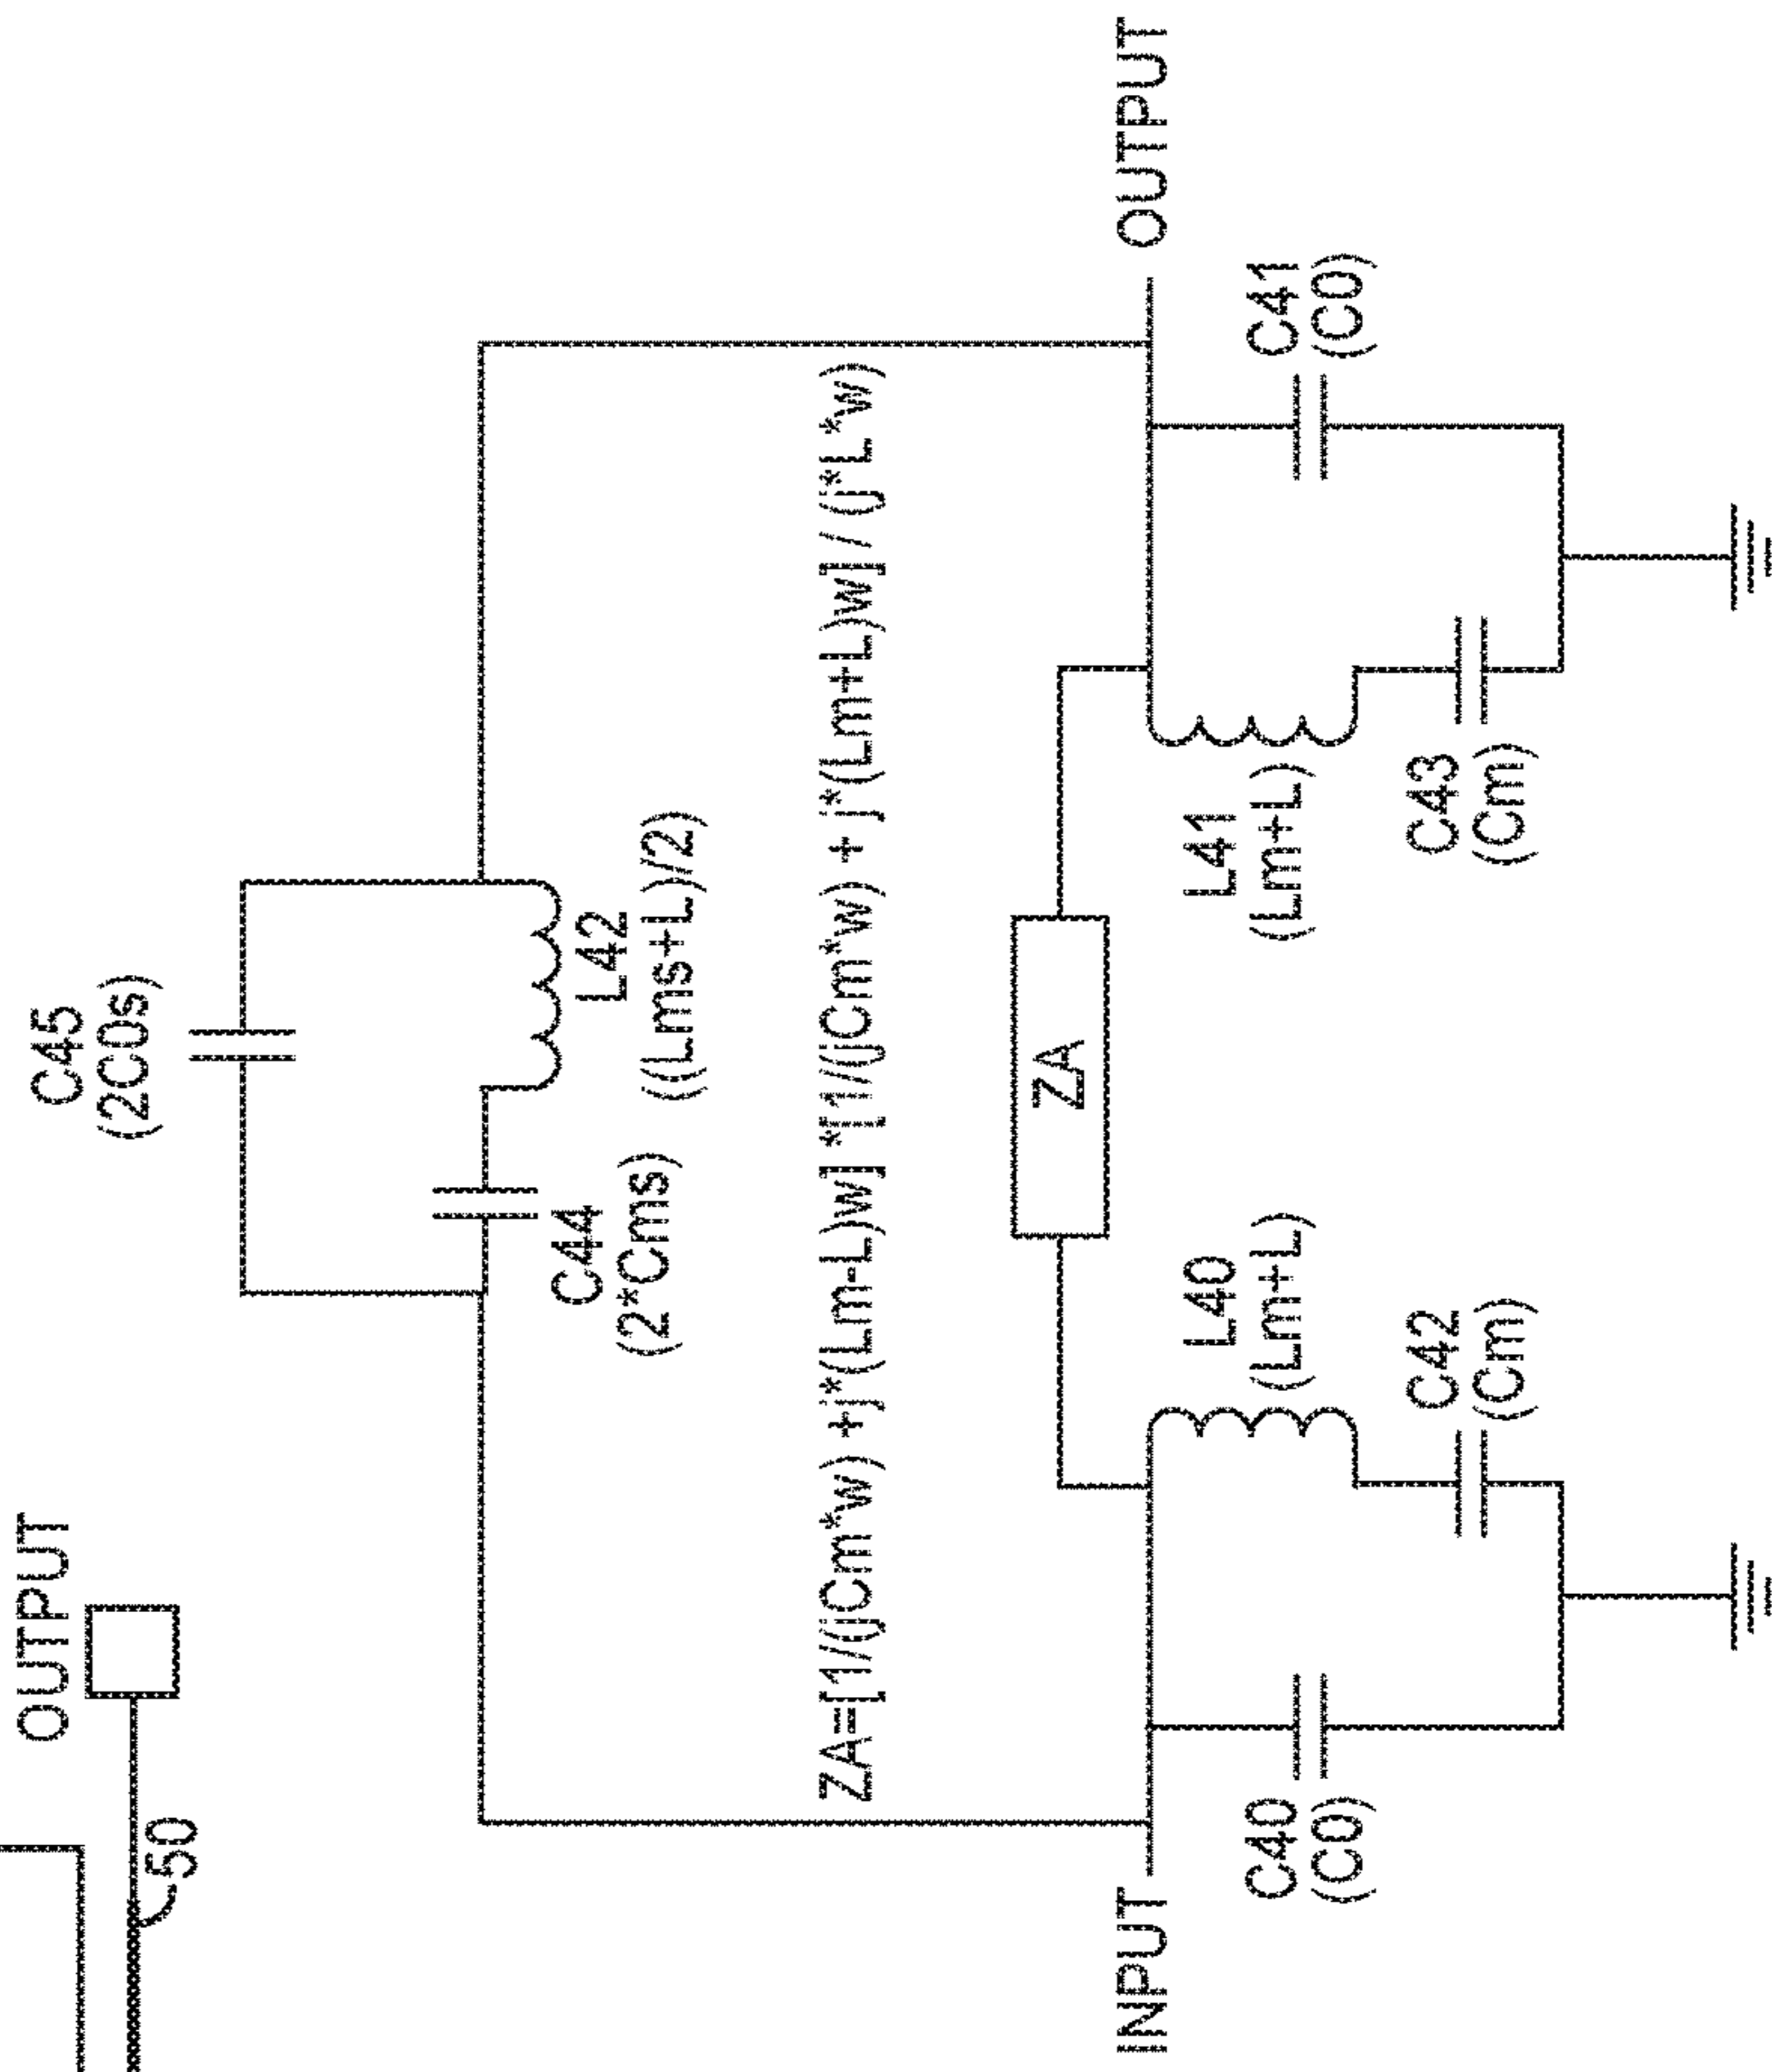 OUTPUT
50
C45
(2C0s)
C44
(2*Cms)
L42
((Lms+L)/2)
ZA=[1/(jCm*w) +j*(Lm-L)w] *[1/(jCm*w) + j*(Lm+L)w] / (j*L*w)
ZA
INPUT
OUTPUT
C40
(C0)
L40
(Lm+L)
C42
(Cm)
L41
(Lm+L)
C43
(Cm)
C41
(C0)